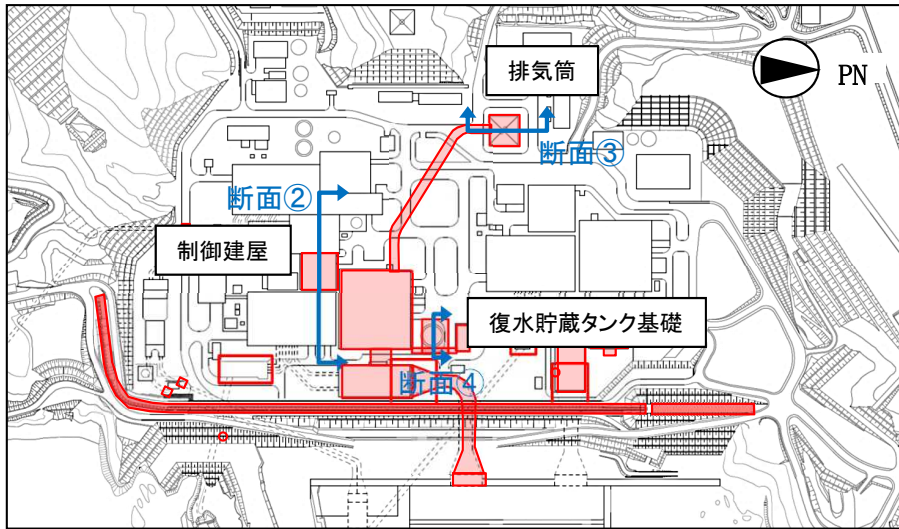 排気筒
PN
断面③
断面②
制御建屋
復水貯蔵タンク基礎
断面④